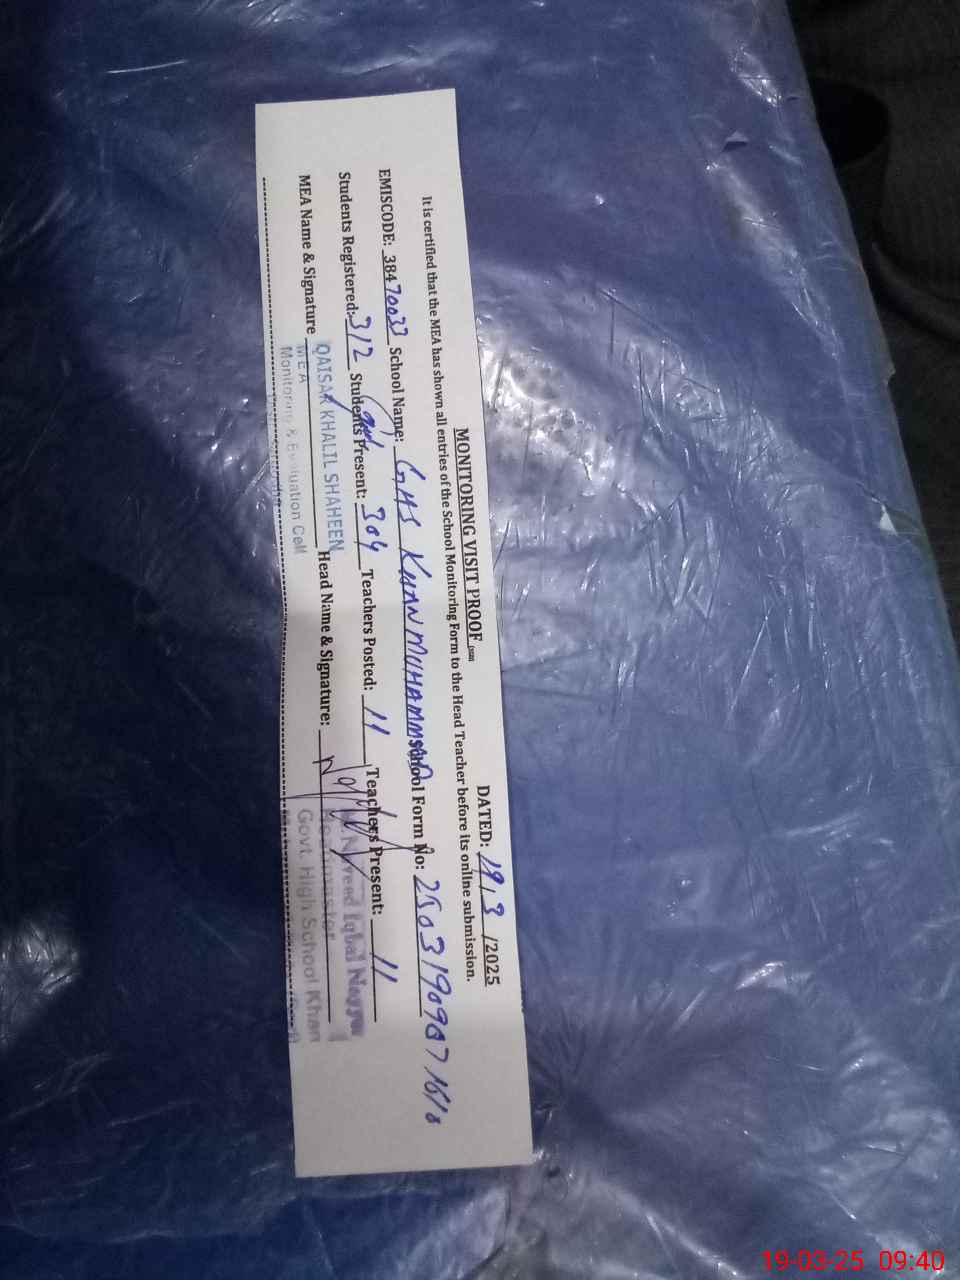 MONITORING VISIT PROOF
DATED: 19/3 /2025
It is certified that the MEA has shown all entries of the School Monitoring Form to the Head Teacher before its online submission.
EMISCODE: 38470033 School Name: GHS KHAN MUHAMMAD School Form No:
Students Registered: 312 Students Present: 304 Teachers Posted: 11 Teachers Present: 11
MEA Name & Signature Head Name & Signature:
QAISAR KHALIL SHAHEEN
MEA
Monitoring & Evaluation Cell
Naveed Iqbal
Headmaster
Govt. High School Khan
19-03-25 09:40